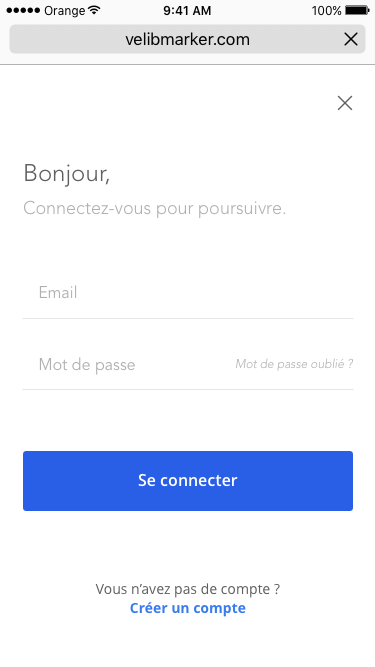 Orange 9:41 AM 100%
velibmarker.com
Bonjour,
Connectez-vous pour poursuivre.
Email
Mot de passe Mot de passe oublié ?
Se connecter
Vous n’avez pas de compte ?
Créer un compte